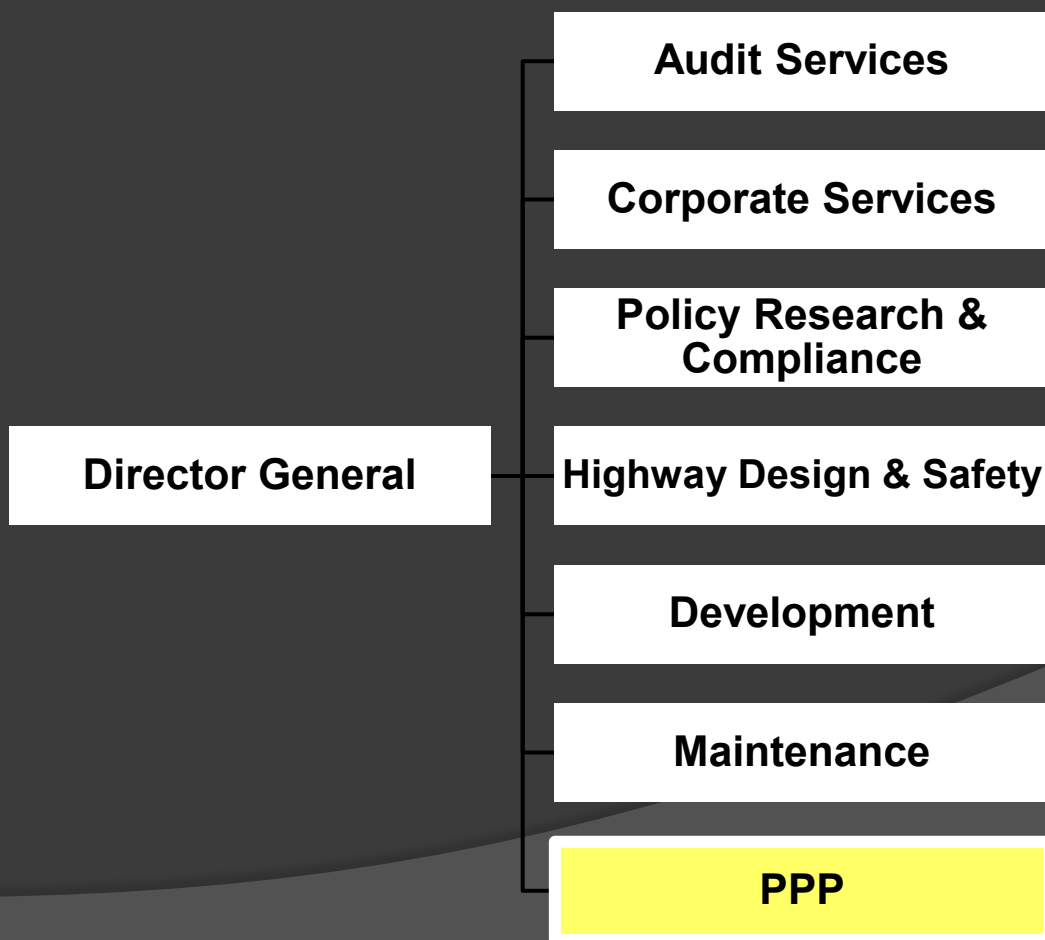 Audit Services
Corporate Services
Policy Research &
Compliance
Director General
Highway Design & Safety
Development
Maintenance
PPP